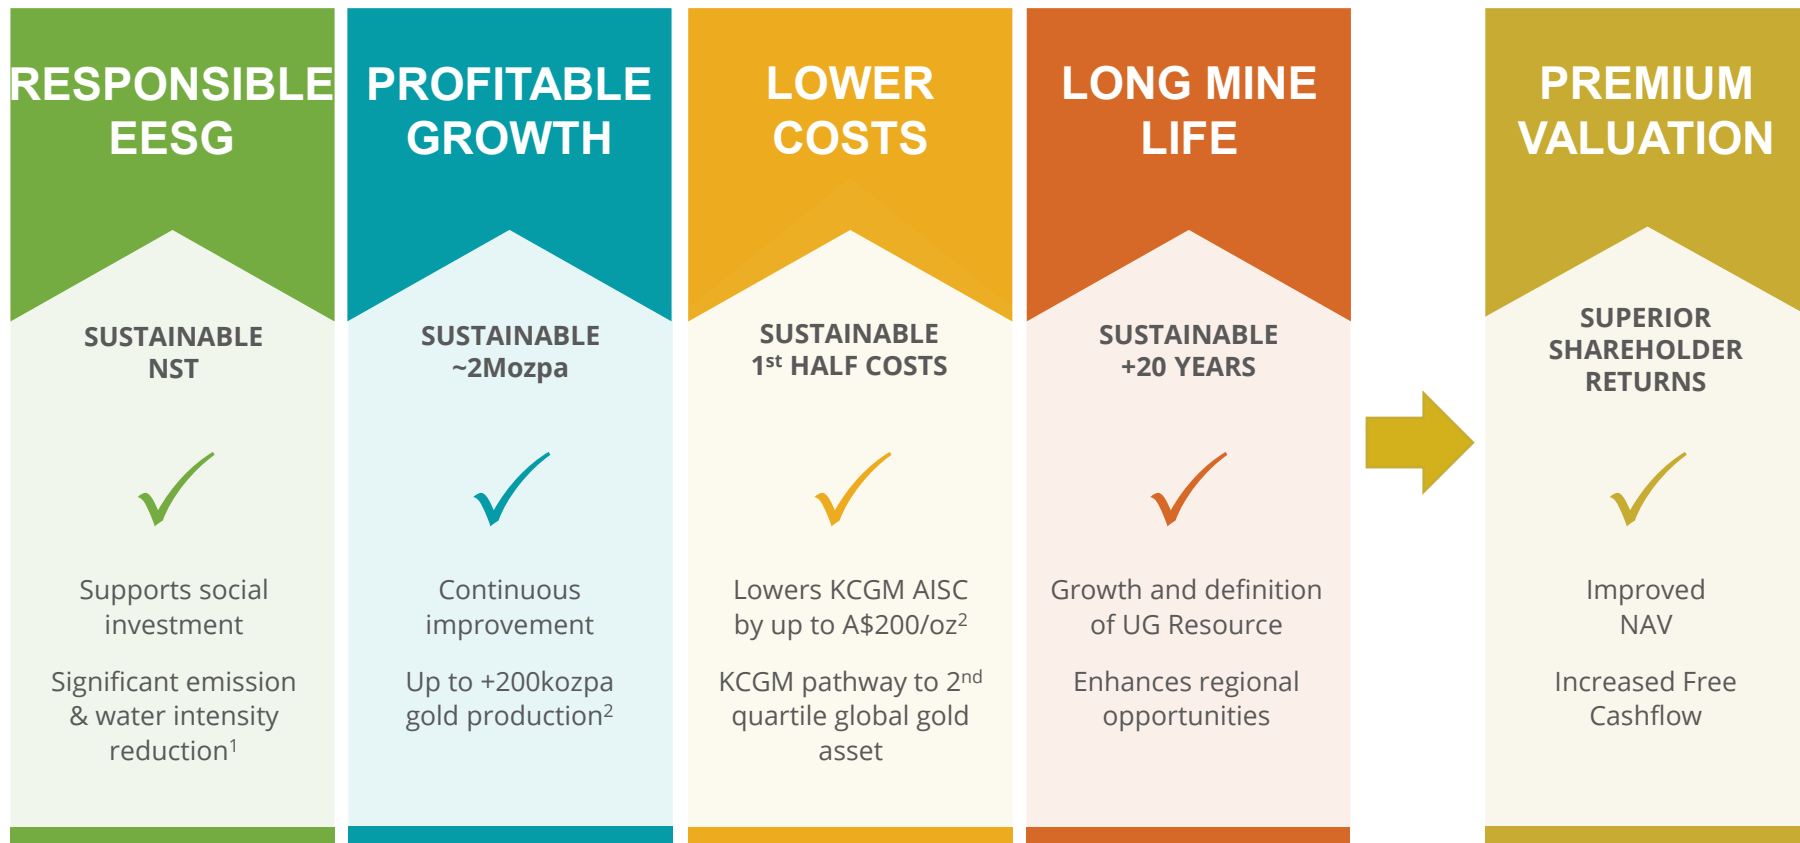 RESPONSIBLE
EESG
SUSTAINABLE
NST
Supports social
investment
Significant emission
& water intensity
reduction1
PROFITABLE
GROWTH
SUSTAINABLE
~2Mozpa
Continuous
improvement
Up to +200kozpa
gold production2
LOWER
COSTS
SUSTAINABLE
1st HALF COSTS
Lowers KCGM AISC
by up to A$200/oz2
KCGM pathway to 2nd
quartile global gold
asset
LONG MINE
LIFE
SUSTAINABLE
+20 YEARS
Growth and definition
of UG Resource
Enhances regional
opportunities
PREMIUM
VALUATION
SUPERIOR
SHAREHOLDER
RETURNS
Improved
NAV
Increased Free
Cashflow